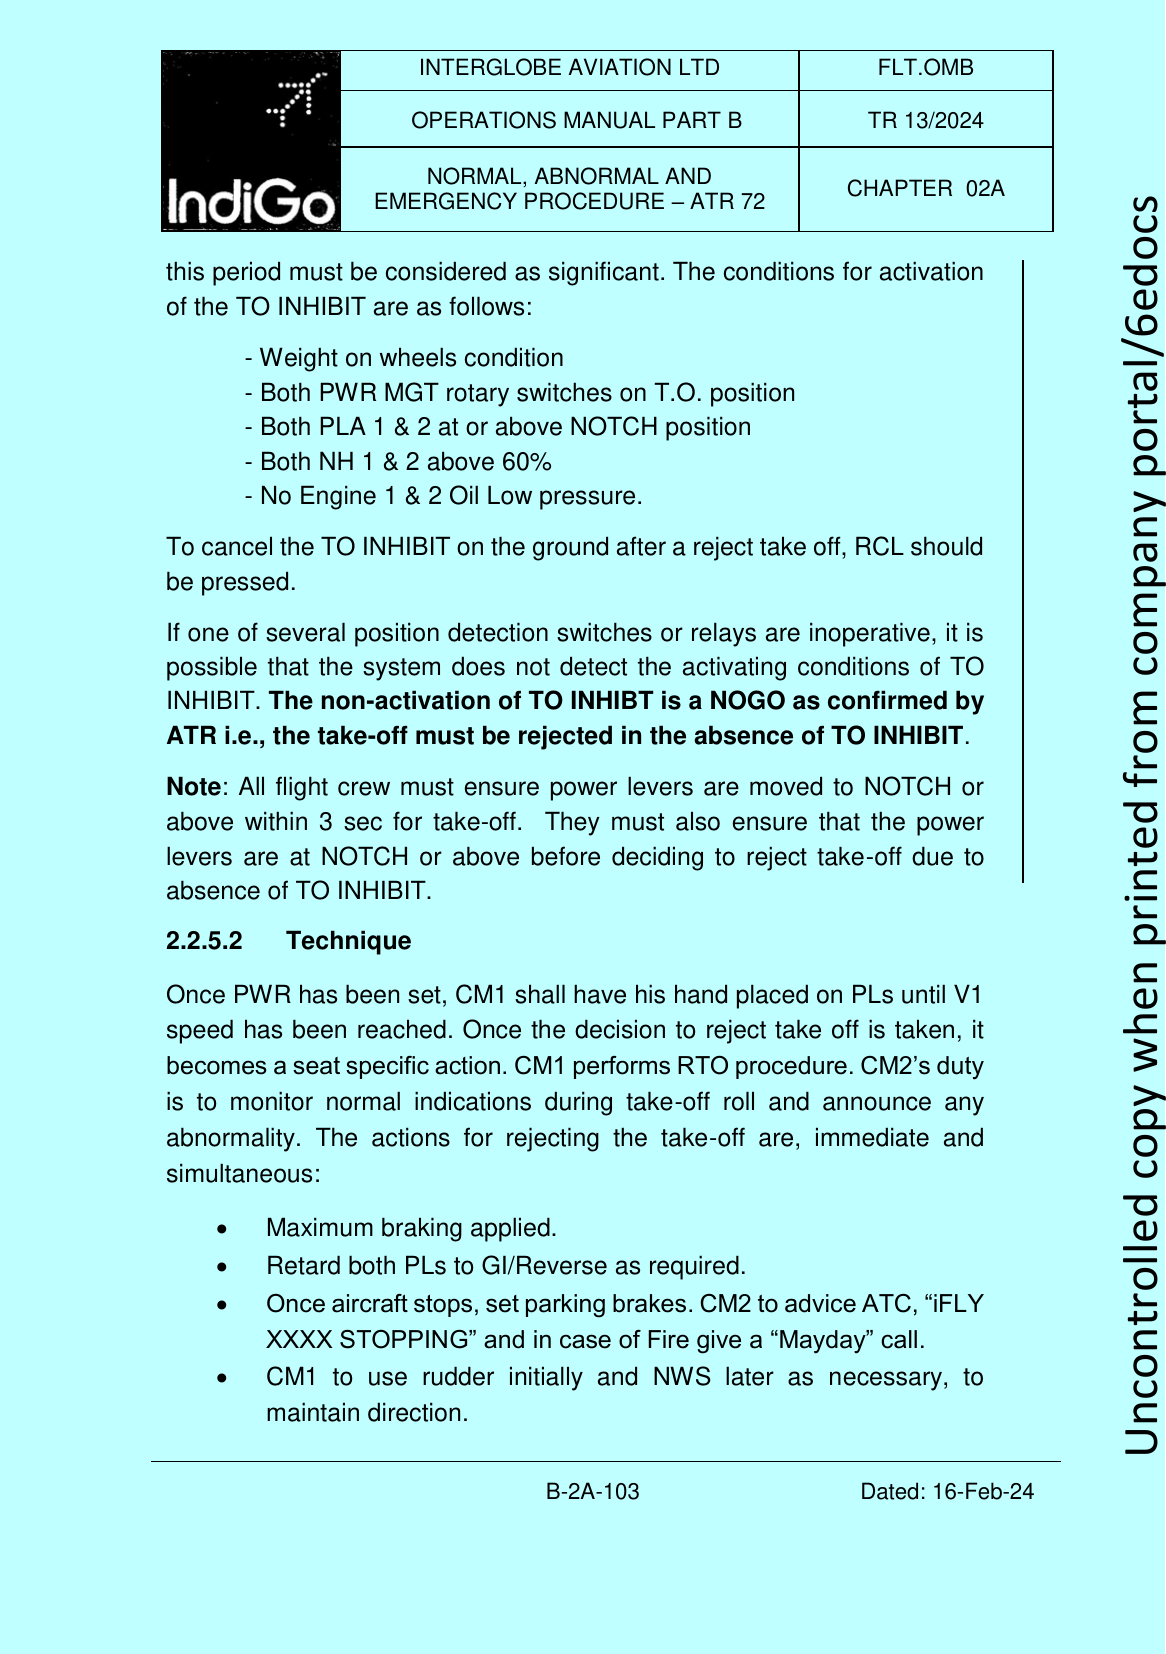 INTERGLOBE AVIATION LTD
FLT.OMB
OPERATIONS MANUAL PART B
TR 13/2024
NORMAL, ABNORMAL AND
EMERGENCY PROCEDURE – ATR 72
CHAPTER  02A
IndiGo
this period must be considered as significant. The conditions for activation
of the TO INHIBIT are as follows:
- Weight on wheels condition
- Both PWR MGT rotary switches on T.O. position
- Both PLA 1 & 2 at or above NOTCH position
- Both NH 1 & 2 above 60%
- No Engine 1 & 2 Oil Low pressure.
To cancel the TO INHIBIT on the ground after a reject take off, RCL should
be pressed.
If one of several position detection switches or relays are inoperative, it is
possible that the system does not detect the activating conditions of TO
INHIBIT. The non-activation of TO INHIBT is a NOGO as confirmed by
ATR i.e., the take-off must be rejected in the absence of TO INHIBIT.
Note: All flight crew must ensure power levers are moved to NOTCH or
above within 3 sec for take-off.  They must also ensure that the power
levers are at NOTCH or above before deciding to reject take-off due to
absence of TO INHIBIT.
2.2.5.2 Technique
Once PWR has been set, CM1 shall have his hand placed on PLs until V1
speed has been reached. Once the decision to reject take off is taken, it
becomes a seat specific action. CM1 performs RTO procedure. CM2’s duty
is to monitor normal indications during take-off roll and announce any
abnormality. The actions for rejecting the take-off are, immediate and
simultaneous:
• Maximum braking applied.
• Retard both PLs to GI/Reverse as required.
• Once aircraft stops, set parking brakes. CM2 to advice ATC, “iFLY
XXXX STOPPING” and in case of Fire give a “Mayday” call.
• CM1 to use rudder initially and NWS later as necessary, to
maintain direction.
B-2A-103
Dated: 16-Feb-24
Uncontrolled copy when printed from company portal/6edocs